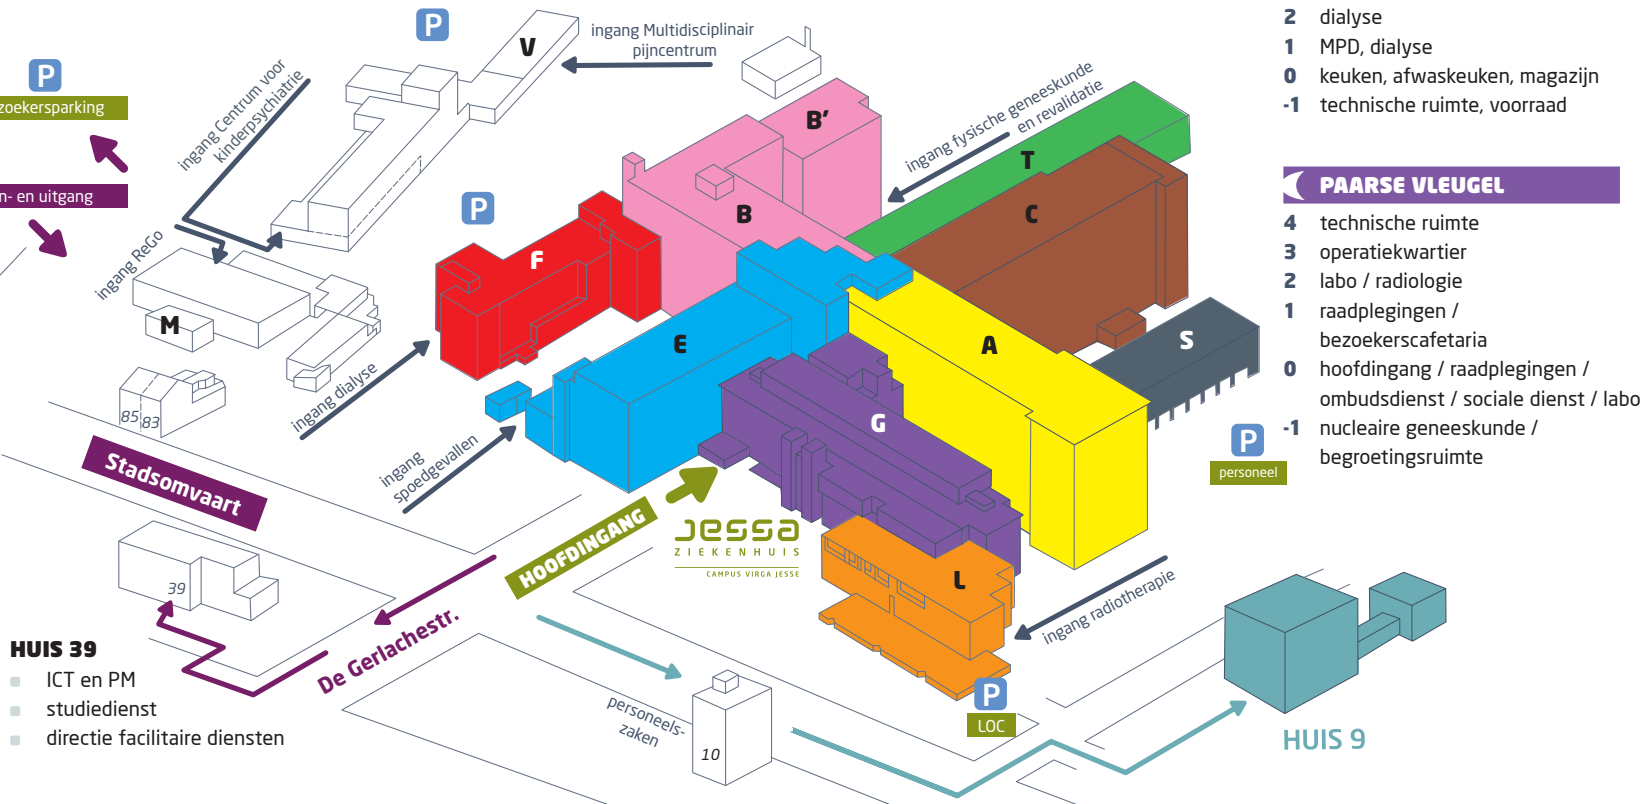 P
zoekersparking
n- en uitgang
P
V
ingang Multidisciplinair
pijncentrum
ingang Centrum voor
kinderpsychiatrie
ingang ReGo
M
85
83
P
F
ingang dialyse
ingang
spoedgevallen
B'
B
ingang fysische geneeskunde
en revalidatie
T
C
E
A
S
G
L
P
personeel
Stadsomvaart
HOOFDINGANG
Jessa
ZIEKENHUIS
CAMPUS VIRGA JESSE
ingang radiotherapie
39
De Gerlachestr.
HUIS 39
ICT en PM
studiedienst
directie facilitaire diensten
personeels-
zaken
10
P
LOC
HUIS 9
2 dialyse
1 MPD, dialyse
0 keuken, afwaskeuken, magazijn
-1 technische ruimte, voorraad
PAARSE VLEUGEL
4 technische ruimte
3 operatiekwartier
2 labo / radiologie
1 raadplegingen /
bezoekerscafetaria
0 hoofdingang / raadplegingen /
ombudsdienst / sociale dienst / labo
-1 nucleaire geneeskunde /
begroetingsruimte